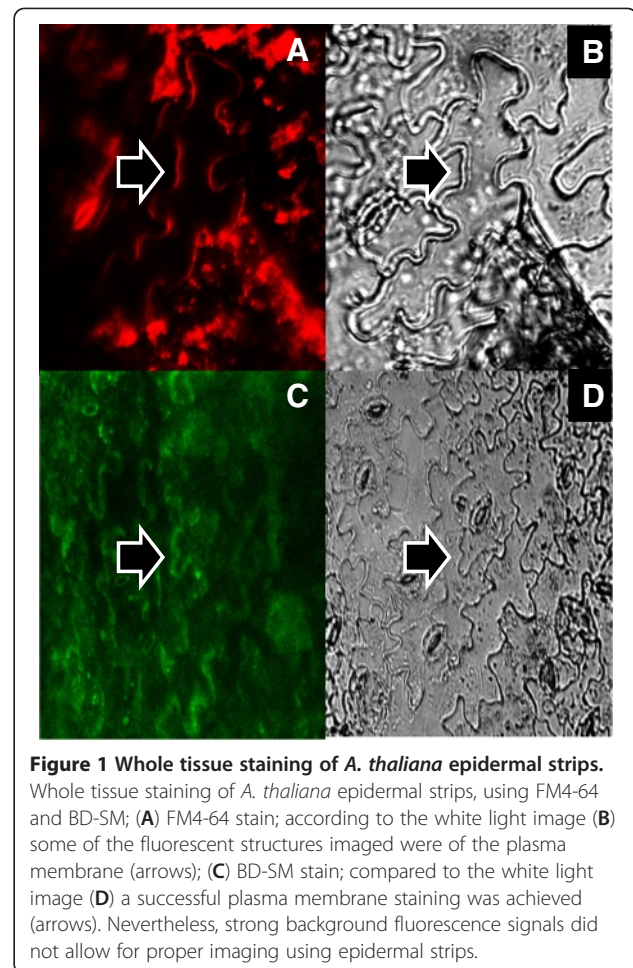 A
B
C
D
Figure 1 Whole tissue staining of A. thaliana epidermal strips.
Whole tissue staining of A. thaliana epidermal strips, using FM4-64
and BD-SM; (A) FM4-64 stain; according to the white light image (B)
some of the fluorescent structures imaged were of the plasma
membrane (arrows); (C) BD-SM stain; compared to the white light
image (D) a successful plasma membrane staining was achieved
(arrows). Nevertheless, strong background fluorescence signals did
not allow for proper imaging using epidermal strips.